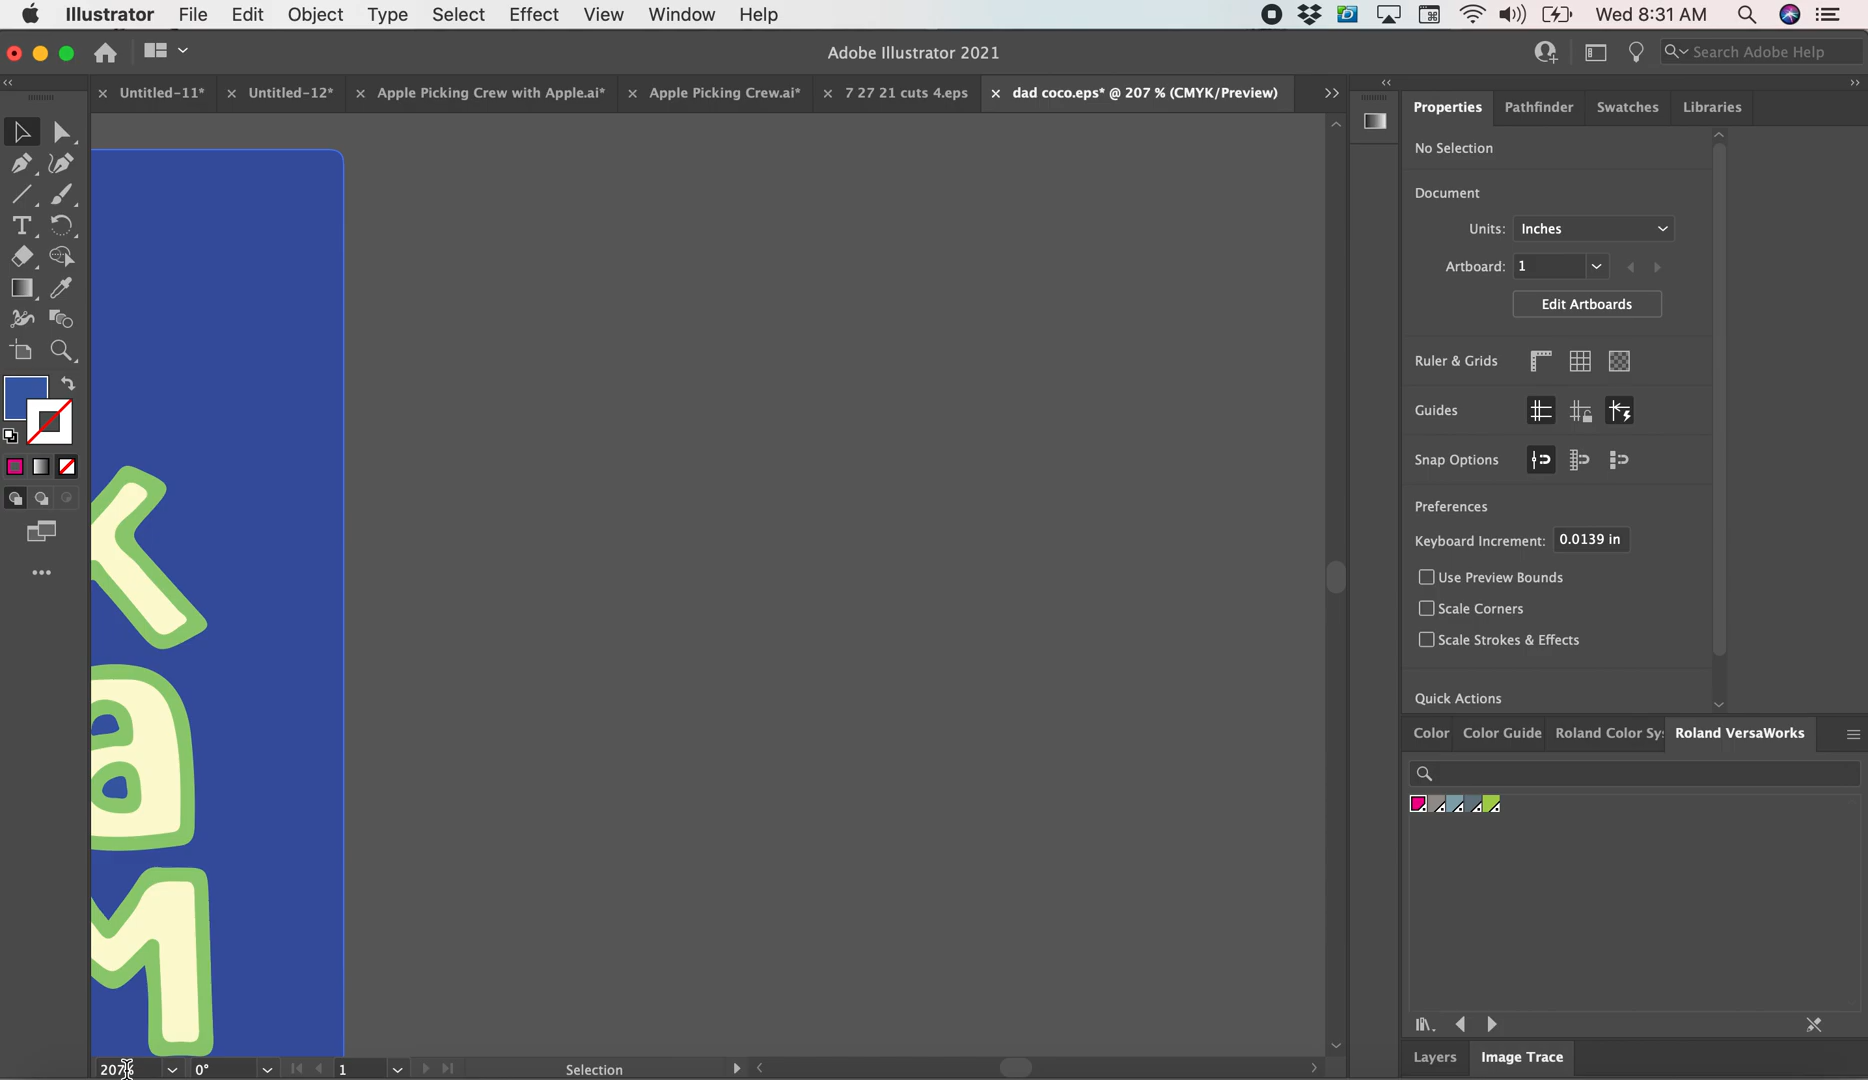 Illustrator File Edit Object Type Select Effect View Window Help Wed 8:31 AM
Adobe Illustrator 2021 Search Adobe Help
Untitled-11* Untitled-12* Apple Picking Crew with Apple.ai* Apple Picking Crew.ai* 7 27 21 cuts 4.eps dad coco.eps* @ 207 % (CMYK/Preview)
Properties Pathfinder Swatches Libraries
No Selection
Document
Units: Inches
Artboard: 1
Edit Artboards
Ruler & Grids
Guides
Snap Options
Preferences
Keyboard Increment: 0.0139 in
Use Preview Bounds
Scale Corners
Scale Strokes & Effects
Quick Actions
Color Color Guide Roland Color Sy: Roland VersaWorks
K
a
M
Layers Image Trace
207% 0° 1 Selection